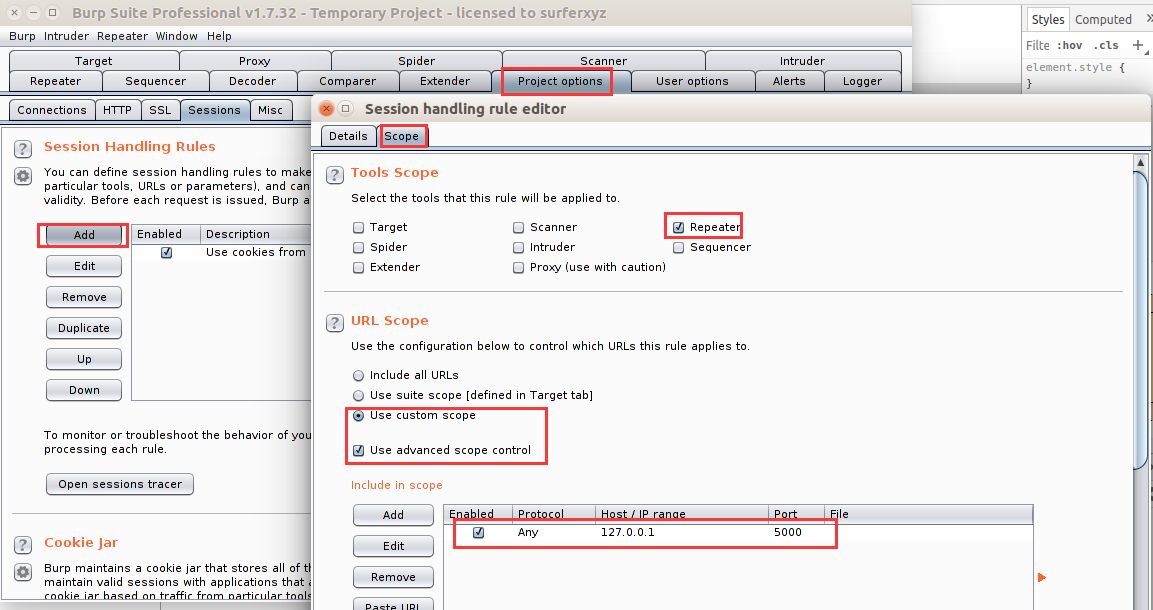 Burp Suite Professional v1.7.32 - Temporary Project - licensed to surferxyz
Burp Intruder Repeater Window Help
Target Proxy Spider Scanner Intruder
Repeater Sequencer Decoder Comparer Extender Project options User options Alerts Logger
Connections HTTP SSL Sessions Misc
Session Handling Rules
You can define session handling rules to make
particular tools, URLs or parameters), and can
validity. Before each request is issued, Burp a
Add
Edit
Remove
Duplicate
Up
Down
Enabled Description
Use cookies from
To monitor or troubleshoot the behavior of you
processing each rule.
Open sessions tracer
Cookie Jar
Burp maintains a cookie jar that stores all of th
maintain valid sessions with applications that a
cookie jar based on traffic from particular tools
Session handling rule editor
Details Scope
Tools Scope
Select the tools that this rule will be applied to.
Target Scanner Repeater
Spider Intruder Sequencer
Extender Proxy (use with caution)
URL Scope
Use the configuration below to control which URLs this rule applies to.
Include all URLs
Use suite scope [defined in Target tab]
Use custom scope
Use advanced scope control
Include in scope
Add
Edit
Remove
Paste URL
Enabled Protocol Host / IP range Port File
Any 127.0.0.1 5000
Styles Computed »
Filte :hov .cls +
element.style {
}